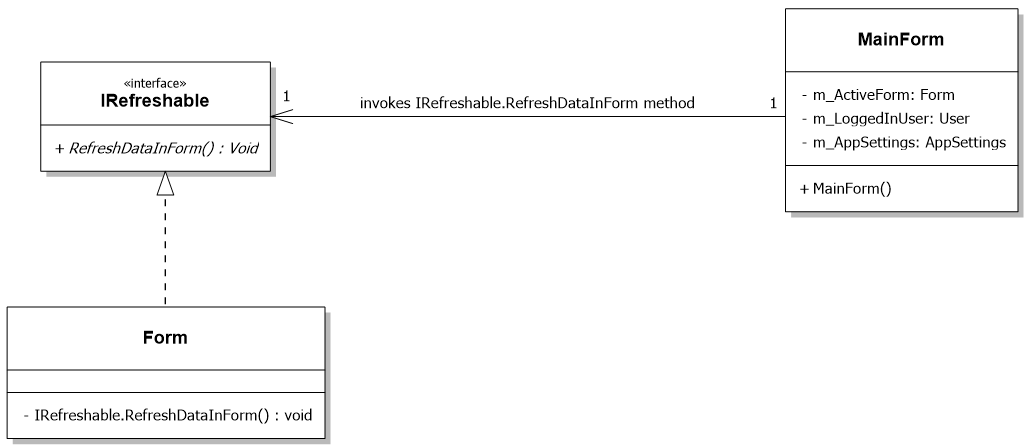 MainForm
- m_ActiveForm: Form
- m_LoggedInUser: User
- m_AppSettings: AppSettings
+ MainForm()
«interface»
IRefreshable
+ RefreshDataInForm() : Void
1
invokes IRefreshable.RefreshDataInForm method
1
Form
- IRefreshable.RefreshDataInForm() : void